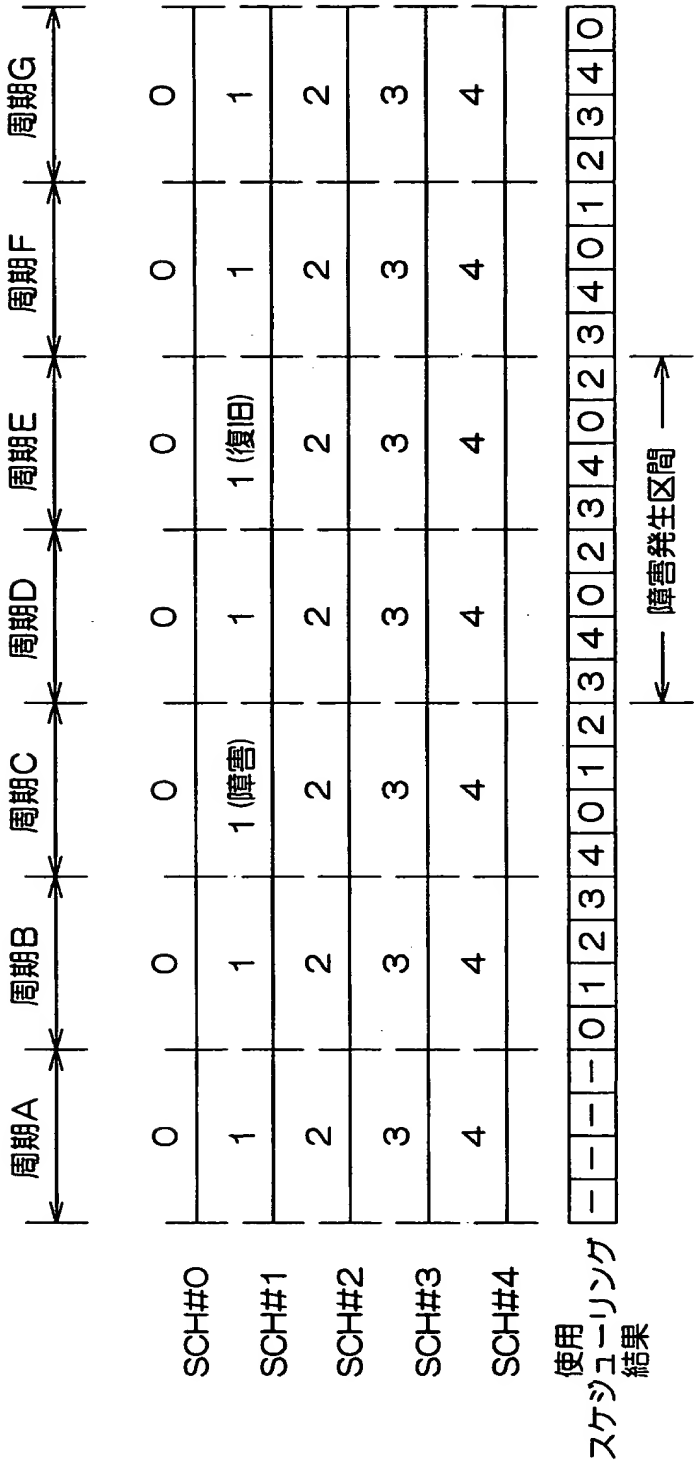 周期A 周期B 周期C 周期D 周期E 周期F 周期G
SCH#0 0 0 0 0 0 0 0
SCH#1 1 1 1(障害) 1 1(復旧) 1 1
SCH#2 2 2 2 2 2 2 2
SCH#3 3 3 3 3 3 3 3
SCH#4 4 4 4 4 4 4 4
使用
スケジューリング
結果
- - - - 0 1 2 3 4 0 1 2 3 4 0 2 3 4 0 2 3 4 0 1 2 3 4 0
障害発生区間